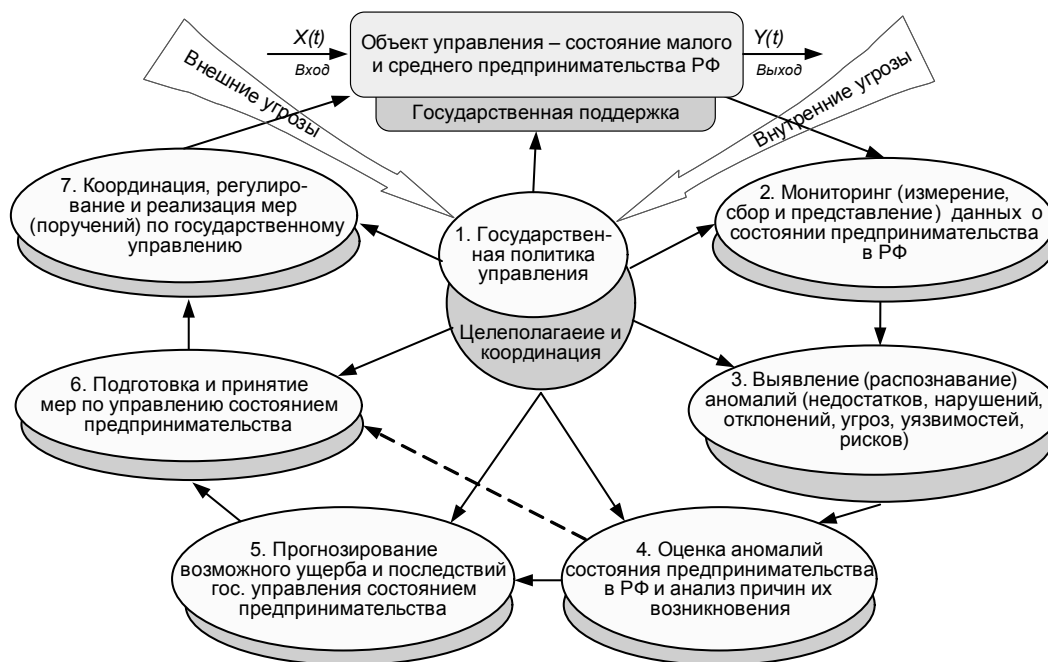 X(t)
Вход
Объект управления – состояние малого
и среднего предпринимательства РФ
Y(t)
Выход
Государственная поддержка
Внешние угрозы
Внутренние угрозы
7. Координация, регулиро-
вание и реализация мер
(поручений) по государственному
управлению
1. Государствен-
ная политика
управления
Целеполагаеие и
координация
2. Мониторинг (измерение,
сбор и представление) данных о
состоянии предпринимательства
в РФ
6. Подготовка и принятие
мер по управлению состоянием
предпринимательства
3. Выявление (распознавание)
аномалий (недостатков, нарушений,
отклонений, угроз, уязвимостей,
рисков)
5. Прогнозирование
возможного ущерба и последствий
гос. управления состоянием
предпринимательства
4. Оценка аномалий
состояния предпринимательства
в РФ и анализ причин их
возникновения